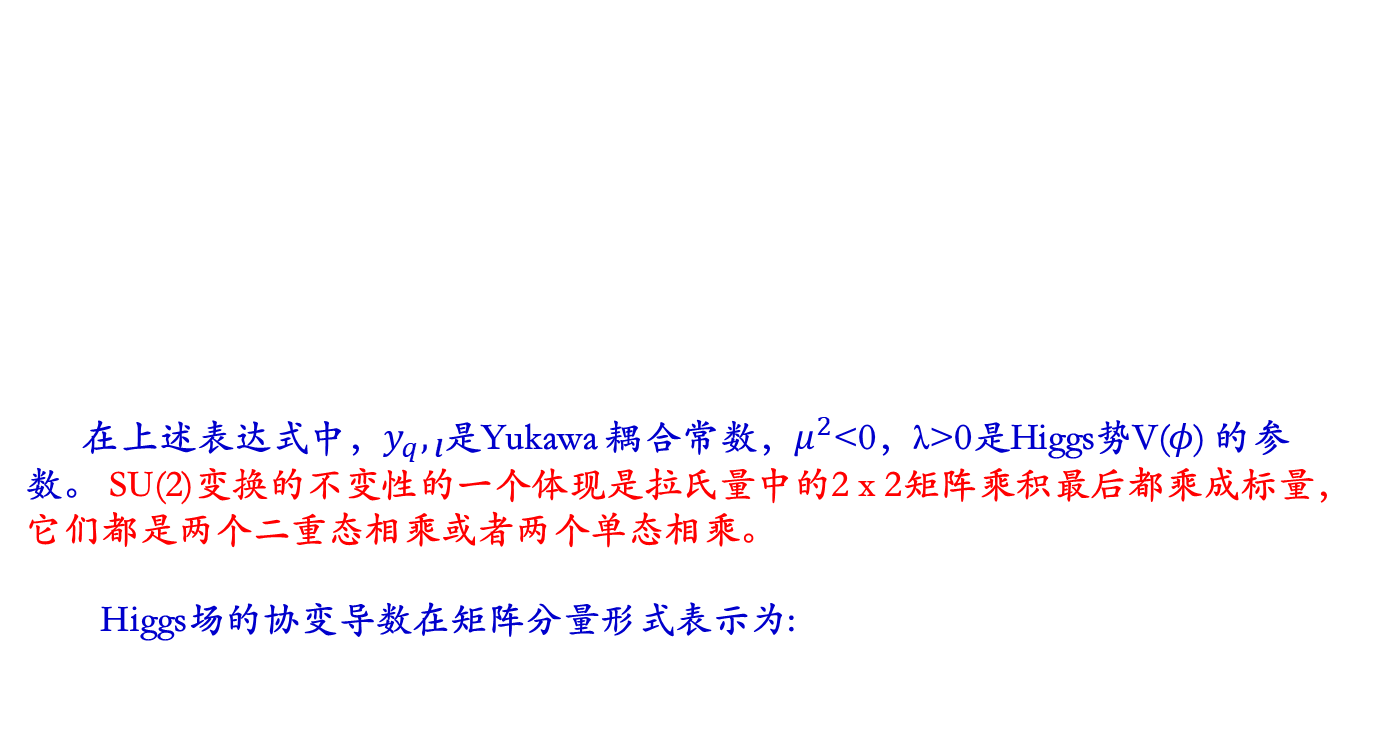 在上述表达式中，𝑦𝑞,𝑙是Yukawa 耦合常数，𝜇²<0，λ>0是Higgs势V(𝜙) 的参
数。 SU(2)变换的不变性的一个体现是拉氏量中的2 x 2矩阵乘积最后都乘成标量，
它们都是两个二重态相乘或者两个单态相乘。
Higgs场的协变导数在矩阵分量形式表示为: